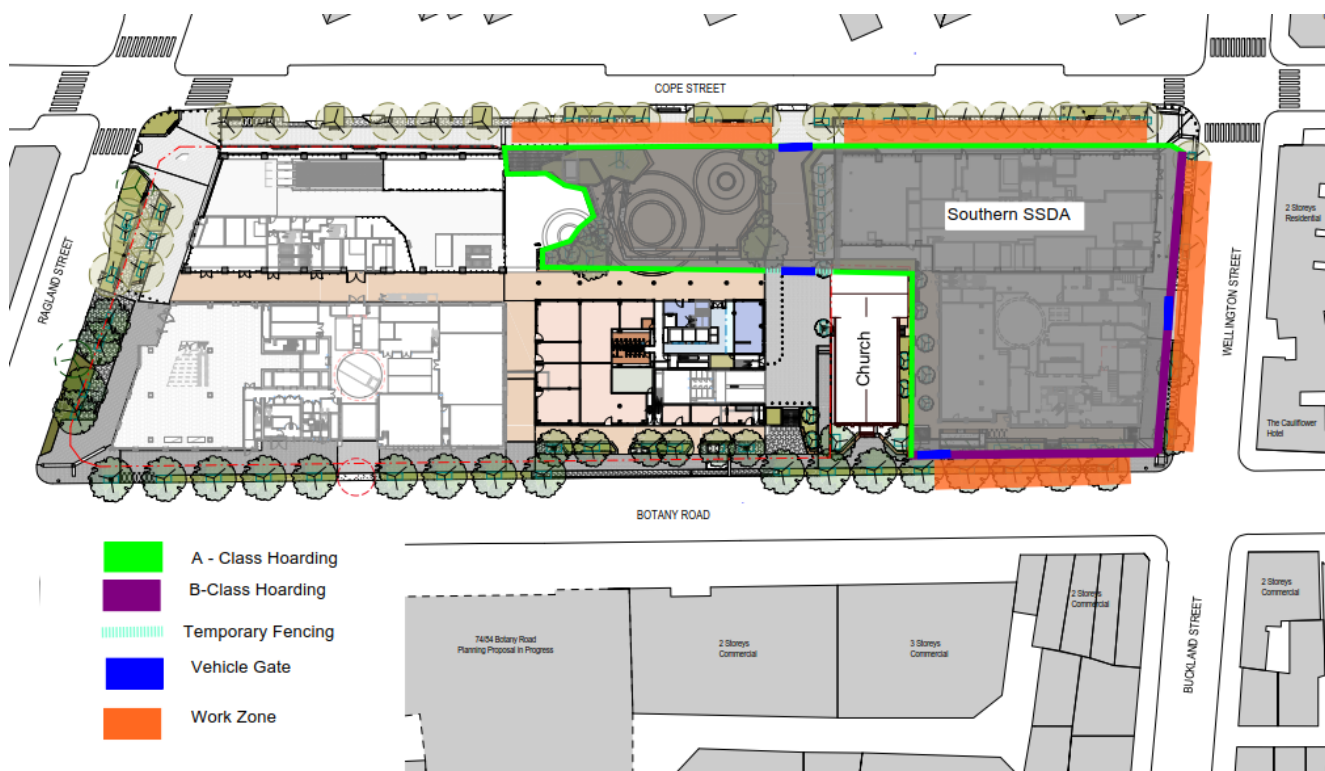 COPE STREET
Southern SSDA
2 Storeys
Residential
RAGLAND STREET
WELLINGTON STREET
Church
The Cauliflower
Hotel
BOTANY ROAD
A - Class Hoarding
B-Class Hoarding
Temporary Fencing
Vehicle Gate
Work Zone
74/54 Botany Road
Planning Proposal In Progress
2 Storeys
Commercial
3 Storeys
Commercial
2 Storeys
Commercial
BUCKLAND STREET
2 Storeys
Commercial